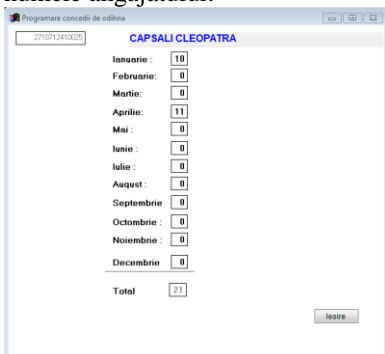 Programare concedii de odihna
2710712410025 CAPSALI CLEOPATRA
Ianuarie : 10
Februarie: 0
Martie: 0
Aprilie: 11
Mai : 0
Iunie : 0
Iulie : 0
August : 0
Septembrie 0
Octombrie : 0
Noiembrie : 0
Decembrie 0
Total 21
Iesire